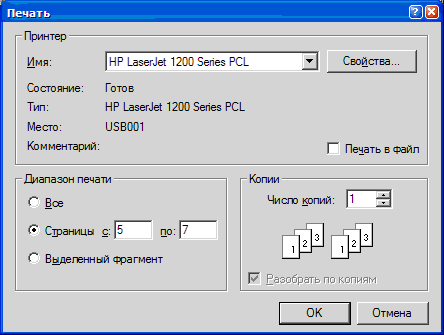 Печать
Принтер
Имя: HP LaserJet 1200 Series PCL Свойства...
Состояние: Готов
Тип: HP LaserJet 1200 Series PCL
Место: USB001
Комментарий: Печать в файл
Диапазон печати
Все
Страницы с: 5 по: 7
Выделенный фрагмент
Копии
Число копий: 1
1 2 3 1 2 3
Разобрать по копиям
OK Отмена